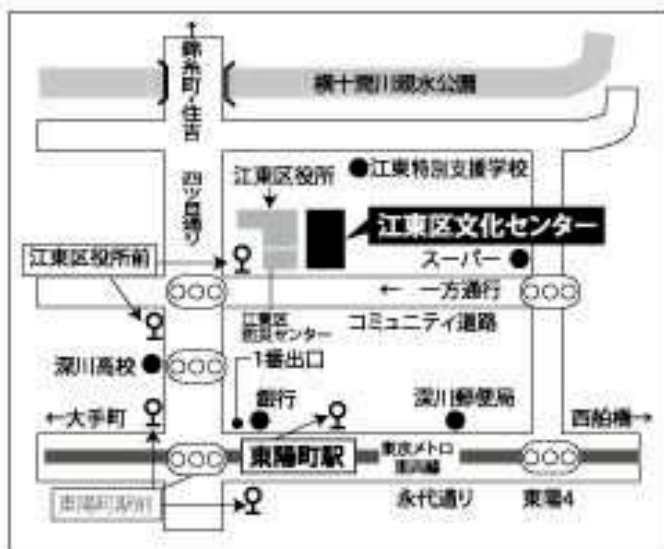 ←錦糸町・住吉
横十間川親水公園
四ツ目通り
江東区役所
●江東特別支援学校
江東区文化センター
江東区役所前
スーパー●
← 一方通行
江東区
防災センター
コミュニティ道路
深川高校●
1番出口
●銀行
深川郵便局
←大手町
西船橋→
東陽町駅
東京メトロ
東西線
東陽町駅前
永代通り
東陽4